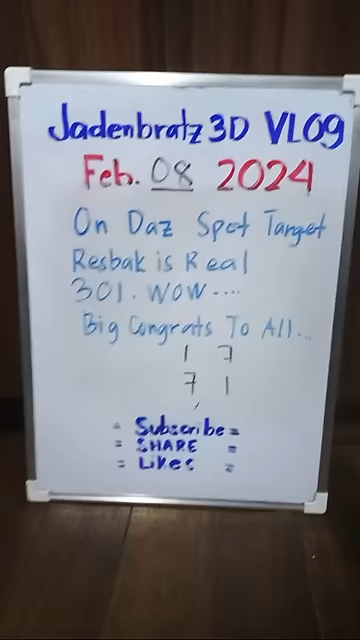 Jadenbratz 3D VLOG
Feb. 08 2024
On Daz Spot Target
Resbak is Real
301. WOW....
Big Congrats To All...
1 7
7 1
= Subscribe =
= SHARE =
= Likes =